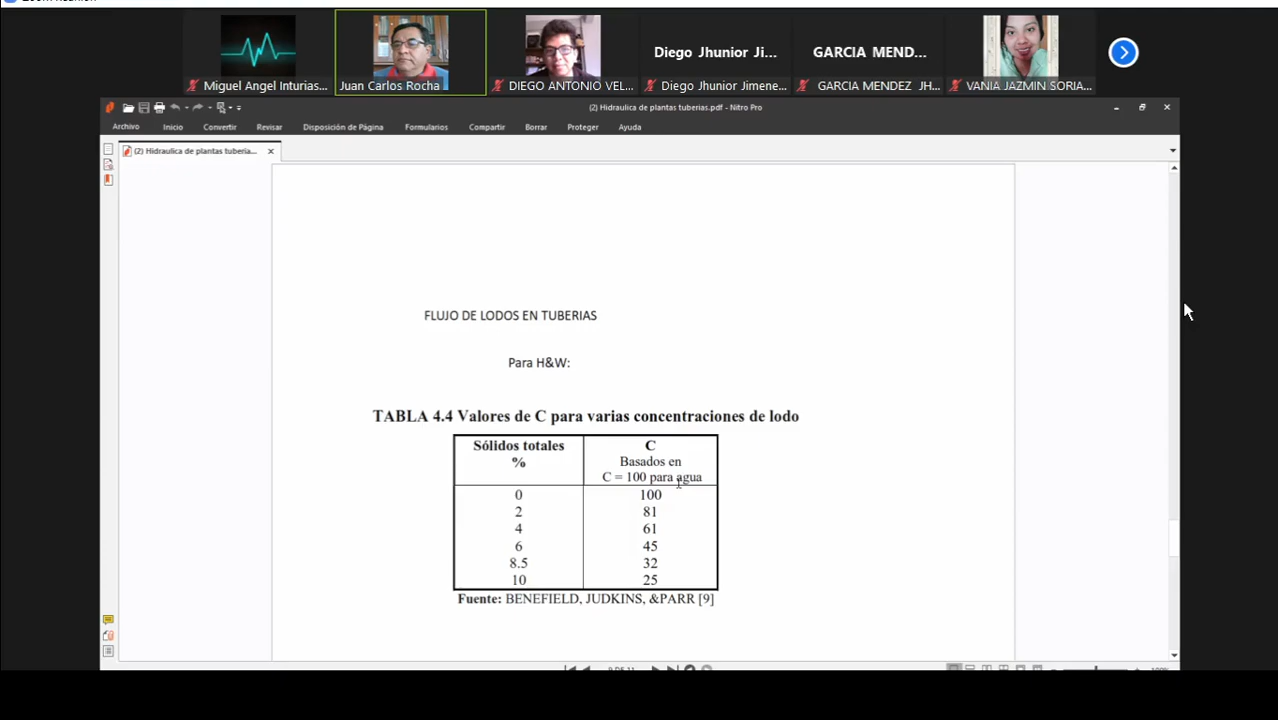 Diego Jhunior Ji...
GARCIA MEND...
Miguel Angel Inturias...
Juan Carlos Rocha
DIEGO ANTONIO VEL...
Diego Jhunior Jimene...
GARCIA MENDEZ JH...
VANIA JAZMIN SORIA...
(2) Hidraulica de plantas tuberias.pdf - Nitro Pro
Archivo
Inicio
Convertir
Revisar
Disposición de Página
Formularios
Compartir
Borrar
Proteger
Ayuda
(2) Hidraulica de plantas tuberia...
FLUJO DE LODOS EN TUBERIAS
Para H&W:
TABLA 4.4 Valores de C para varias concentraciones de lodo
Sólidos totales
%
C
Basados en
C = 100 para agua
0 100
2 81
4 61
6 45
8.5 32
10 25
Fuente: BENEFIELD, JUDKINS, &PARR [9]